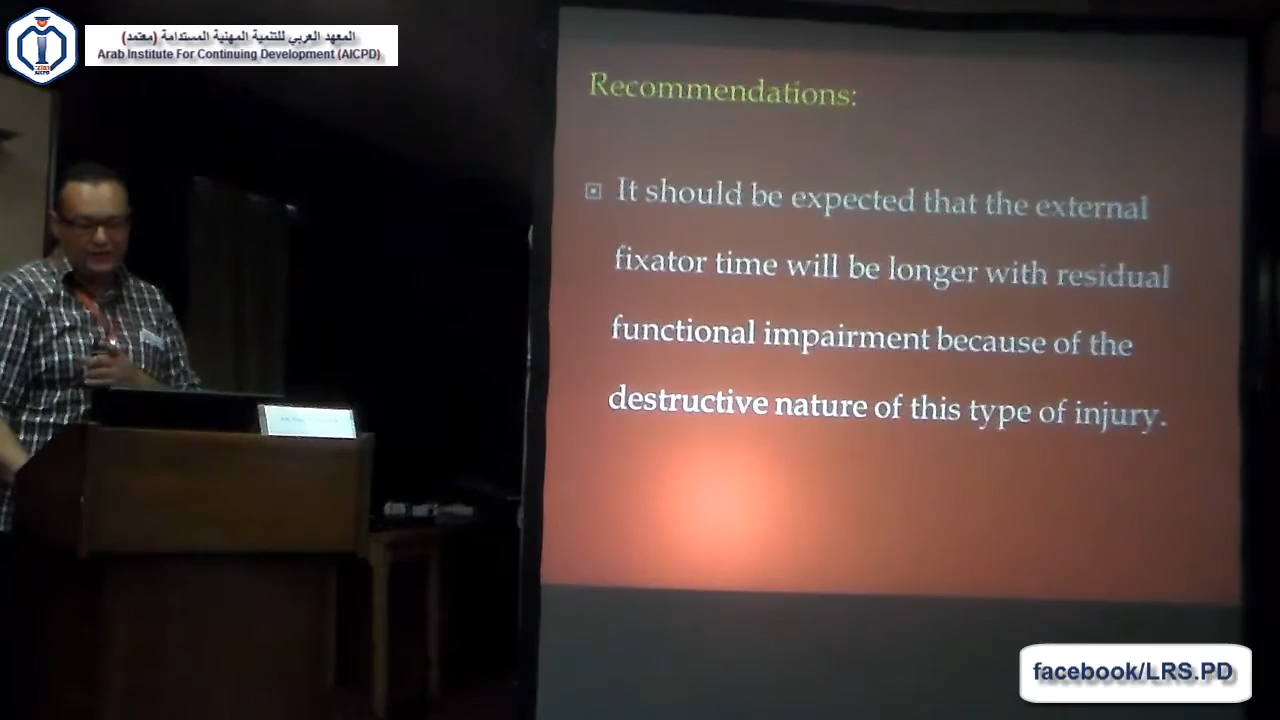 المعهد العربي للتنمية المهنية المستدامة (معتمد)
Arab Institute For Continuing Development (AICPD)
AICPD
Recommendations:
It should be expected that the external
fixator time will be longer with residual
functional impairment because of the
destructive nature of this type of injury.
facebook/LRS.PD